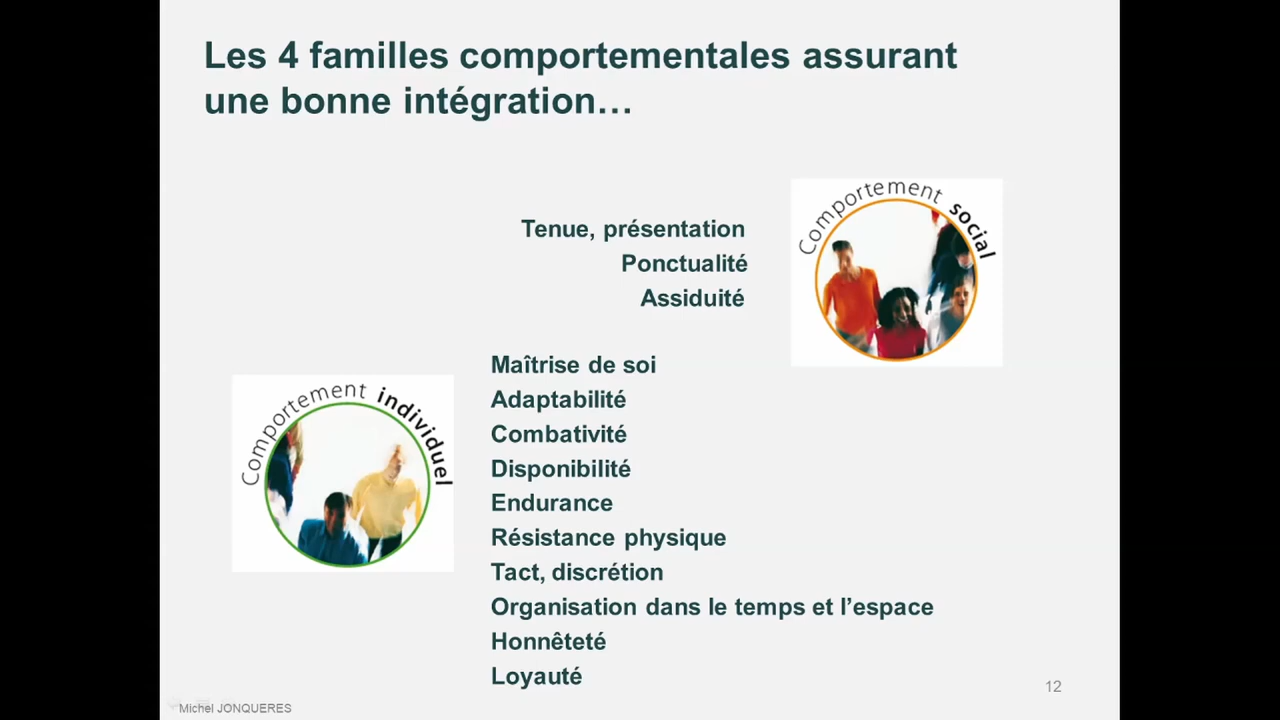 Les 4 familles comportementales assurant
une bonne intégration…
Comportement social
Tenue, présentation
Ponctualité
Assiduité
Comportement individuel
Maîtrise de soi
Adaptabilité
Combativité
Disponibilité
Endurance
Résistance physique
Tact, discrétion
Organisation dans le temps et l’espace
Honnêteté
Loyauté
12
Michel JONQUERES